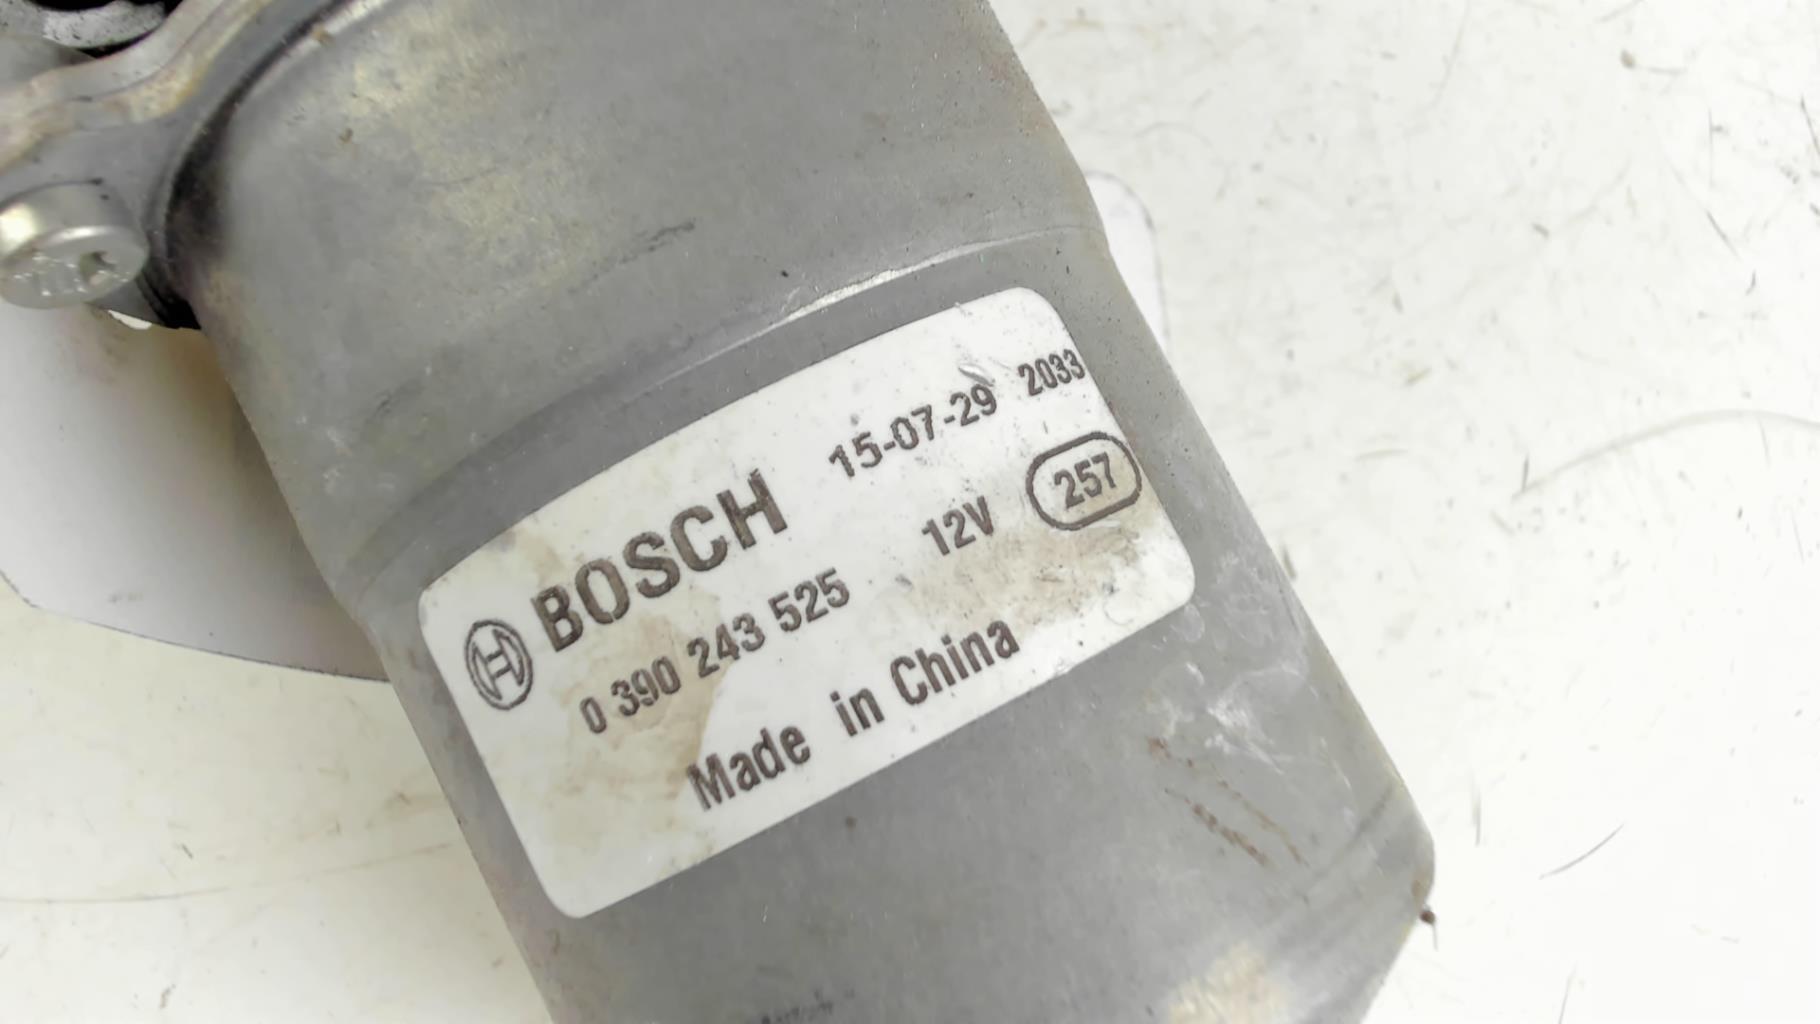 BOSCH 15-07-29 2033
0 390 243 525 12V 257
Made in China